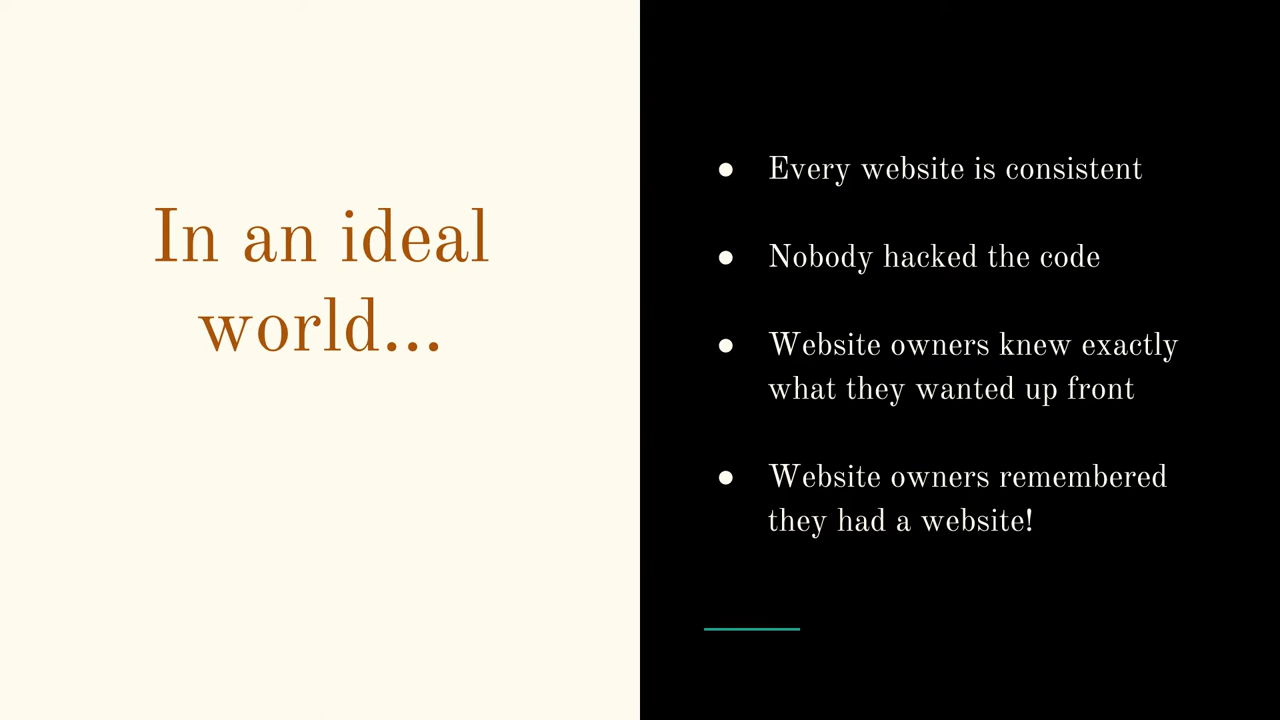 In an ideal
world...
● Every website is consistent
● Nobody hacked the code
● Website owners knew exactly
what they wanted up front
● Website owners remembered
they had a website!